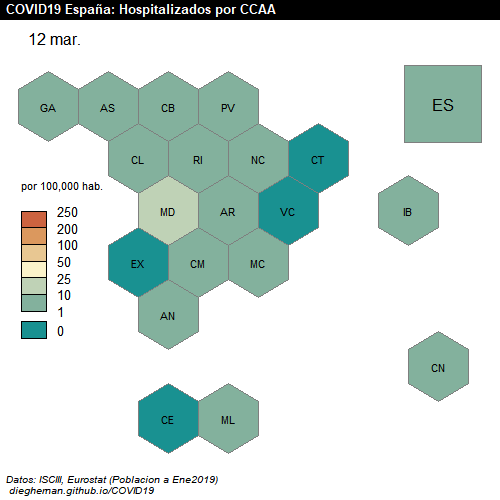 COVID19 España: Hospitalizados por CCAA
12 mar.
ES
GA AS CB PV
CL RI NC CT
por 100,000 hab.
MD AR VC IB
250
200
100
50
25
10
1
0
EX CM MC
AN
CN
CE ML
Datos: ISCIII, Eurostat (Poblacion a Ene2019)
diegheman.github.io/COVID19